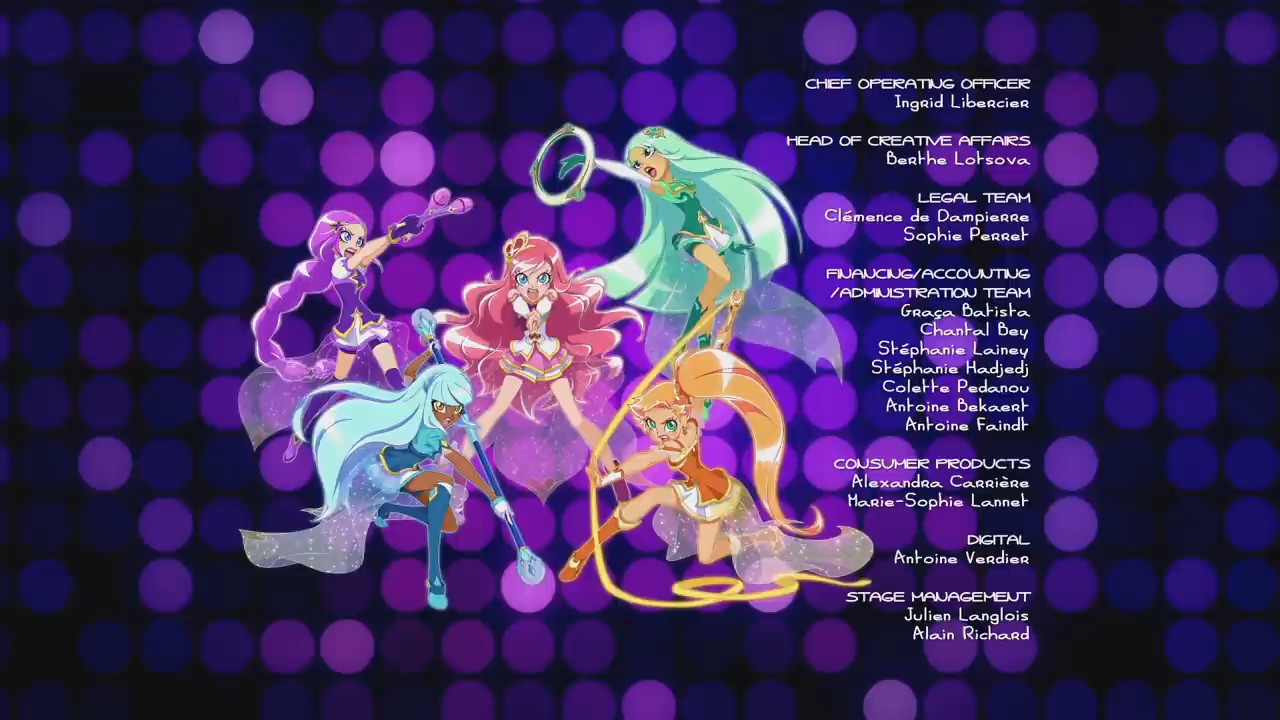 CHIEF OPERATING OFFICER
Ingrid Libercier
HEAD OF CREATIVE AFFAIRS
Berthe Lotsova
LEGAL TEAM
Clémence de Dampierre
Sophie Perret
FINANCING/ACCOUNTING
/ADMINISTRATION TEAM
Graça Batista
Chantal Bey
Stéphanie Lainey
Stéphanie Hadjedj
Colette Pedanou
Antoine Bekaert
Antoine Faindt
CONSUMER PRODUCTS
Alexandra Carrière
Marie-Sophie Lannet
DIGITAL
Antoine Verdier
STAGE MANAGEMENT
Julien Langlois
Alain Richard